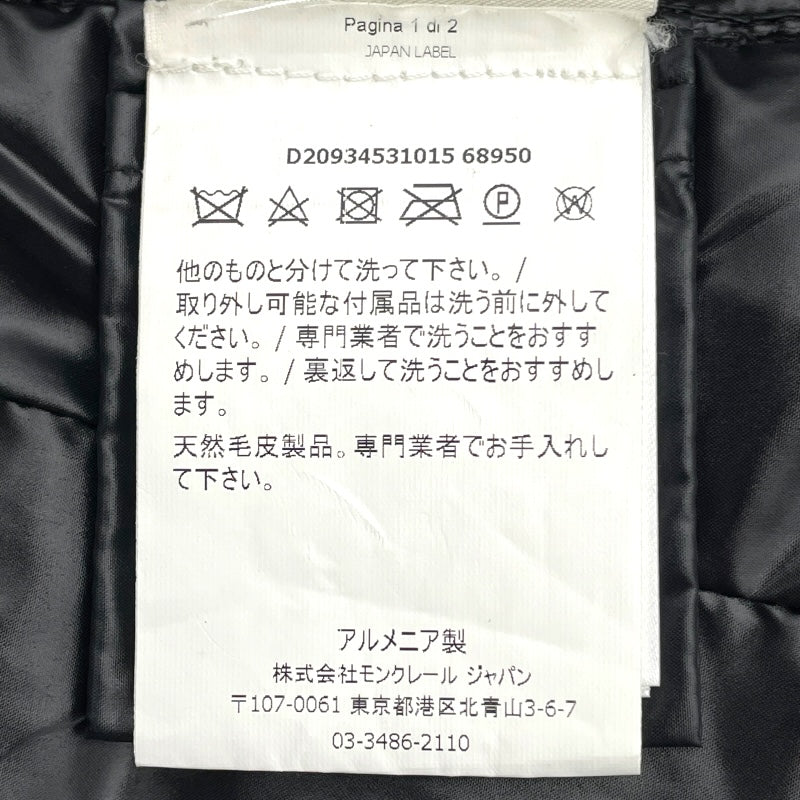 Pagina 1 di 2
JAPAN LABEL
D20934531015 68950
P
W
他のものと分けて洗って下さい。/
取り外し可能な付属品は洗う前に外して
ください。/ 専門業者で洗うことをおすす
めします。/ 裏返して洗うことをおすすめし
ます。
天然毛皮製品。専門業者でお手入れし
て下さい。
アルメニア製
株式会社モンクレール ジャパン
〒107-0061 東京都港区北青山3-6-7
03-3486-2110